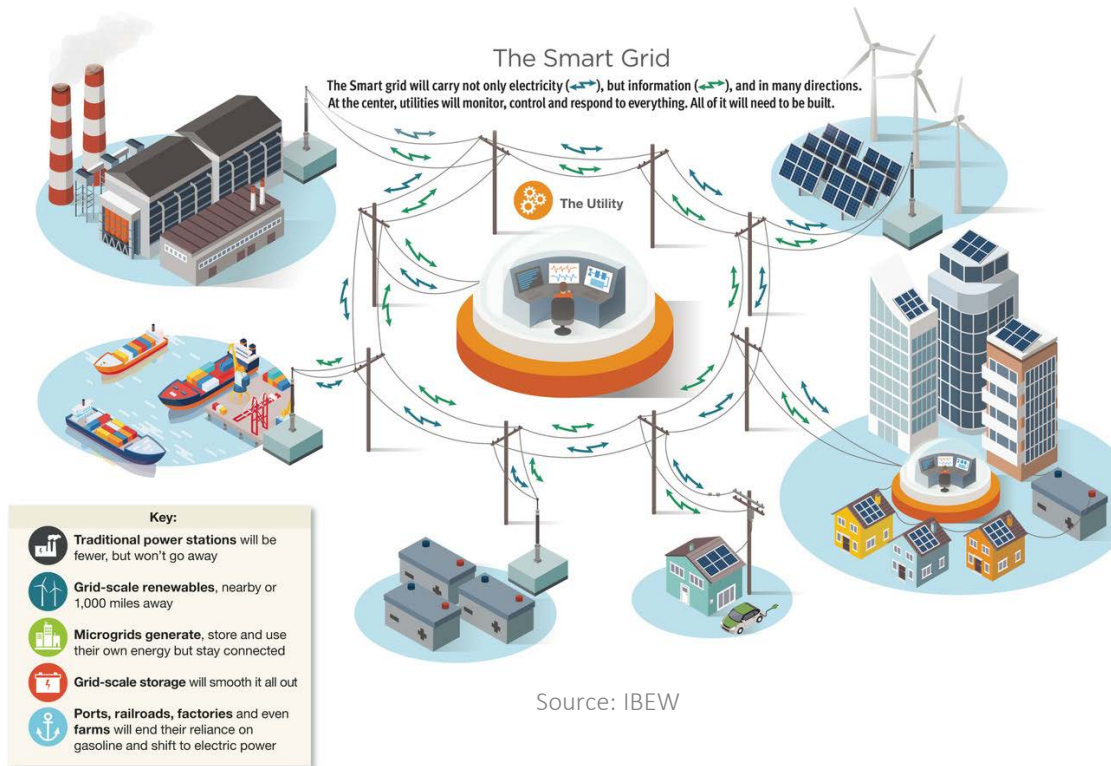 The Smart Grid
The Smart grid will carry not only electricity ( ), but information ( ), and in many directions.
At the center, utilities will monitor, control and respond to everything. All of it will need to be built.
The Utility
Key:
Traditional power stations will be
fewer, but won't go away
Grid-scale renewables, nearby or
1,000 miles away
Microgrids generate, store and use
their own energy but stay connected
Grid-scale storage will smooth it all out
Ports, railroads, factories and even
farms will end their reliance on
gasoline and shift to electric power
Source: IBEW